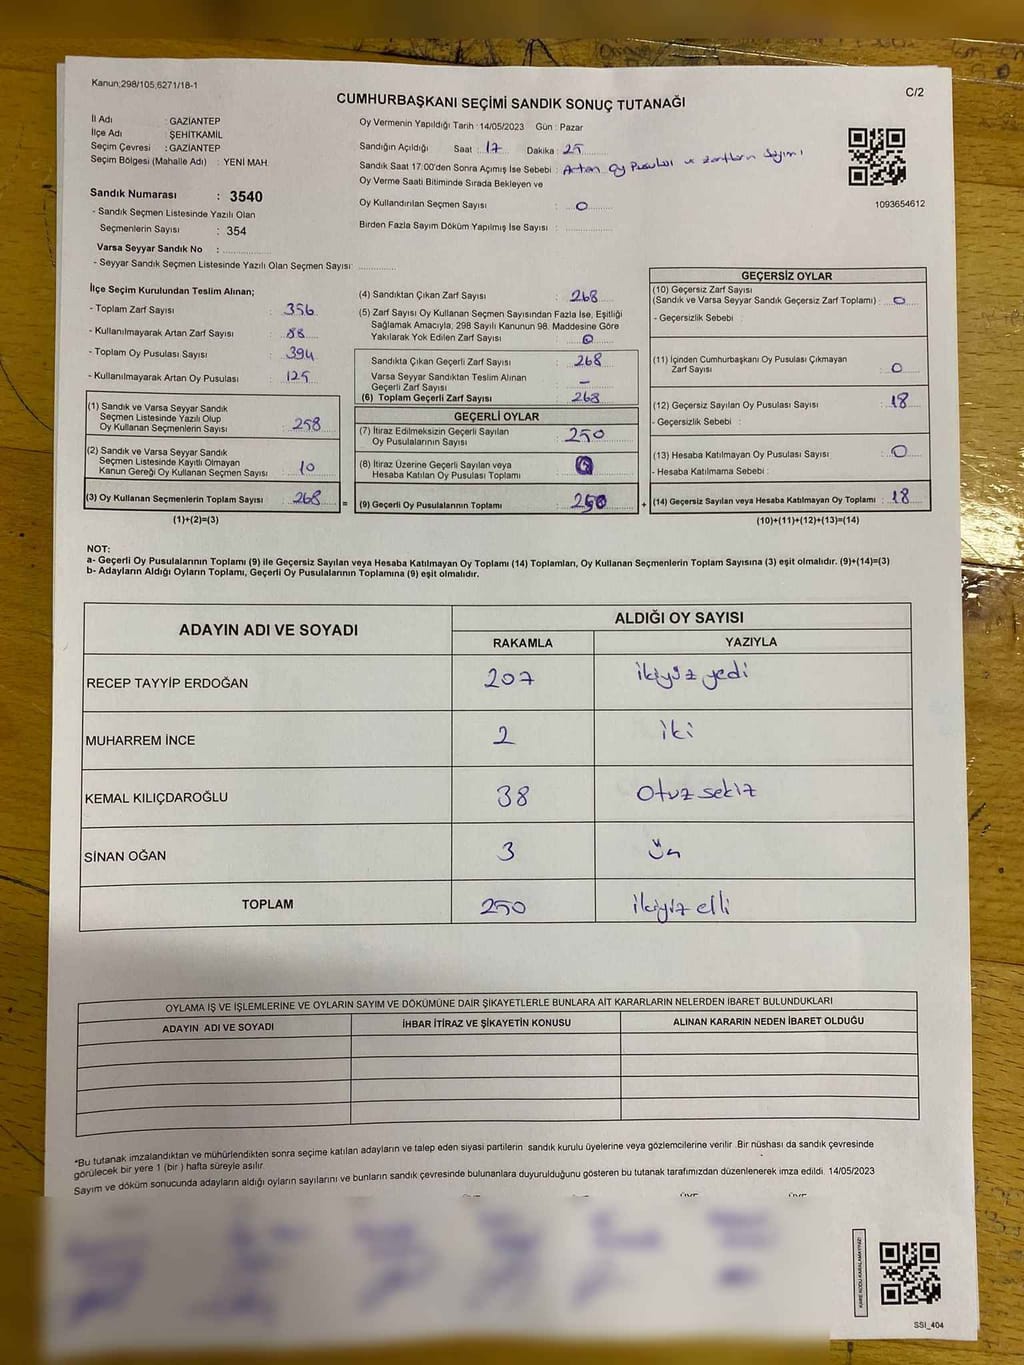 Kanun;298/105,6271/18-1
C/2
CUMHURBAŞKANI SEÇİMİ SANDIK SONUÇ TUTANAĞI
İl Adı : GAZİANTEP
İlçe Adı : ŞEHİTKAMİL
Seçim Çevresi : GAZİANTEP
Seçim Bölgesi (Mahalle Adı) : YENİ MAH
Sandık Numarası : 3540
- Sandık Seçmen Listesinde Yazılı Olan
Seçmenlerin Sayısı : 354
Varsa Seyyar Sandık No :
- Seyyar Sandık Seçmen Listesinde Yazılı Olan Seçmen Sayısı:
Oy Vermenin Yapıldığı Tarih : 14/05/2023 Gün : Pazar
Sandığın Açıldığı Saat : 17 Dakika : 25
Sandık Saat 17:00'den Sonra Açımış İse Sebebi : Artan oy Pusulası ve zarfların sayımı
Oy Verme Saati Bitiminde Sırada Bekleyen ve
Oy Kullandırılan Seçmen Sayısı : 0
Birden Fazla Sayım Döküm Yapılmış İse Sayısı :
1093654612
İlçe Seçim Kurulundan Teslim Alınan;
- Toplam Zarf Sayısı : 356
- Kullanılmayarak Artan Zarf Sayısı : 88
- Toplam Oy Pusulası Sayısı : 394
- Kullanılmayarak Artan Oy Pusulası : 125
(1) Sandık ve Varsa Seyyar Sandık
Seçmen Listesinde Yazılı Olup
Oy Kullanan Seçmenlerin Sayısı : 258
(2) Sandık ve Varsa Seyyar Sandık
Seçmen Listesinde Kayıtlı Olmayan
Kanun Gereği Oy Kullanan Seçmen Sayısı : 10
(3) Oy Kullanan Seçmenlerin Toplam Sayısı : 268 =
(1)+(2)=(3)
(4) Sandıktan Çıkan Zarf Sayısı : 268
(5) Zarf Sayısı Oy Kullanan Seçmen Sayısından Fazla İse, Eşitliği
Sağlamak Amacıyla, 298 Sayılı Kanunun 98. Maddesine Göre
Yakılarak Yok Edilen Zarf Sayısı : 0
Sandıkta Çıkan Geçerli Zarf Sayısı : 268
Varsa Seyyar Sandıktan Teslim Alınan
Geçerli Zarf Sayısı : –
(6) Toplam Geçerli Zarf Sayısı : 268
GEÇERLİ OYLAR
(7) İtiraz Edilmeksizin Geçerli Sayılan
Oy Pusulalarının Sayısı : 250
(8) İtiraz Üzerine Geçerli Sayılan veya
Hesaba Katılan Oy Pusulası Toplamı :
(9) Geçerli Oy Pusulalarının Toplamı : 250 +
GEÇERSİZ OYLAR
(10) Geçersiz Zarf Sayısı
(Sandık ve Varsa Seyyar Sandık Geçersiz Zarf Toplamı) : 0
- Geçersizlik Sebebi :
(11) İçinden Cumhurbaşkanı Oy Pusulası Çıkmayan
Zarf Sayısı : 0
(12) Geçersiz Sayılan Oy Pusulası Sayısı : 18
- Geçersizlik Sebebi :
(13) Hesaba Katılmayan Oy Pusulası Sayısı : 0
- Hesaba Katılmama Sebebi :
(14) Geçersiz Sayılan veya Hesaba Katılmayan Oy Toplamı : 18
(10)+(11)+(12)+(13)=(14)
NOT:
a- Geçerli Oy Pusulalarının Toplamı (9) ile Geçersiz Sayılan veya Hesaba Katılmayan Oy Toplamı (14) Toplamları, Oy Kullanan Seçmenlerin Toplam Sayısına (3) eşit olmalıdır. (9)+(14)=(3)
b- Adayların Aldığı Oyların Toplamı, Geçerli Oy Pusulalarının Toplamına (9) eşit olmalıdır.
ADAYIN ADI VE SOYADI
ALDIĞI OY SAYISI
RAKAMLA YAZIYLA
RECEP TAYYİP ERDOĞAN 207 ikiyüz yedi
MUHARREM İNCE 2 iki
KEMAL KILIÇDAROĞLU 38 Otuz sekiz
SİNAN OĞAN 3 Üç
TOPLAM 250 ikiyüz elli
OYLAMA İŞ VE İŞLEMLERİNE VE OYLARIN SAYIM VE DÖKÜMÜNE DAİR ŞİKAYETLERLE BUNLARA AİT KARARLARIN NELERDEN İBARET BULUNDUKLARI
ADAYIN ADI VE SOYADI İHBAR İTİRAZ VE ŞİKAYETİN KONUSU ALINAN KARARIN NEDEN İBARET OLDUĞU
*Bu tutanak imzalandıktan ve mühürlendikten sonra seçime katılan adayların ve talep eden siyasi partilerin sandık kurulu üyelerine veya gözlemcilerine verilir .Bir nüshası da sandık çevresinde
görülecek bir yere 1 (bir ) hafta süreyle asılır.
Sayım ve döküm sonucunda adayların aldığı oyların sayılarını ve bunların sandık çevresinde bulunanlara duyurulduğunu gösteren bu tutanak tarafımızdan düzenlenerek imza edildi. 14/05/2023
KARE KODU KARALAMAYINIZ!
SSI_404